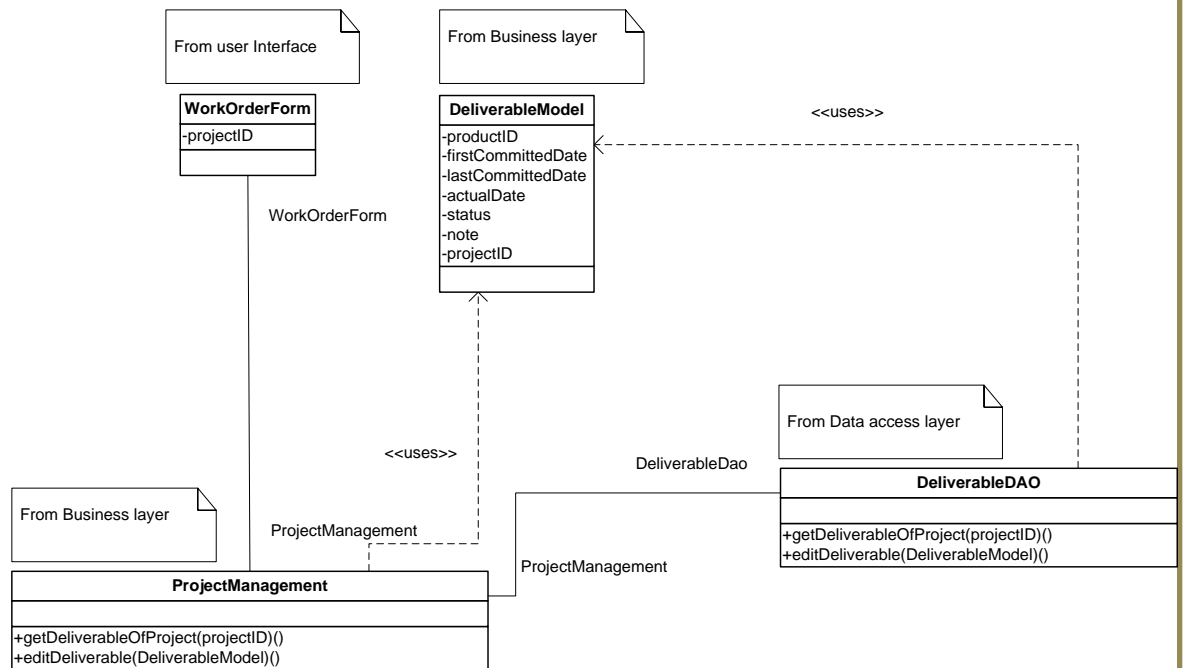 From user Interface
From Business layer
WorkOrderForm
-projectID
DeliverableModel
-productID
-firstCommittedDate
-lastCommittedDate
-actualDate
-status
-note
-projectID
<<uses>>
WorkOrderForm
From Data access layer
<<uses>>
DeliverableDao
DeliverableDAO
+getDeliverableOfProject(projectID)()
+editDeliverable(DeliverableModel)()
From Business layer
ProjectManagement
ProjectManagement
ProjectManagement
+getDeliverableOfProject(projectID)()
+editDeliverable(DeliverableModel)()